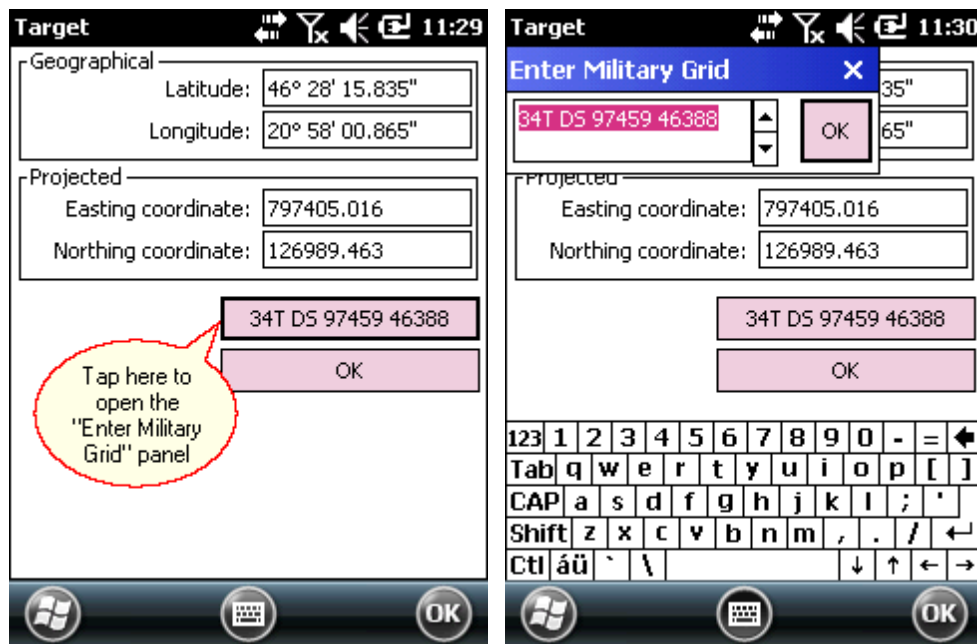 Target 11:29
Geographical
Latitude: 46° 28' 15.835"
Longitude: 20° 58' 00.865"
Projected
Easting coordinate: 797405.016
Northing coordinate: 126989.463
34T DS 97459 46388
OK
Tap here to
open the
"Enter Military
Grid" panel
OK
Target 11:30
Enter Military Grid X
35"
34T DS 97459 46388
OK
65"
Projected
Easting coordinate: 797405.016
Northing coordinate: 126989.463
34T DS 97459 46388
OK
123 1 2 3 4 5 6 7 8 9 0 - =
Tab q w e r t y u i o p [ ]
CAP a s d f g h j k l ; '
Shift z x c v b n m , . /
Ctl áü ` \
OK